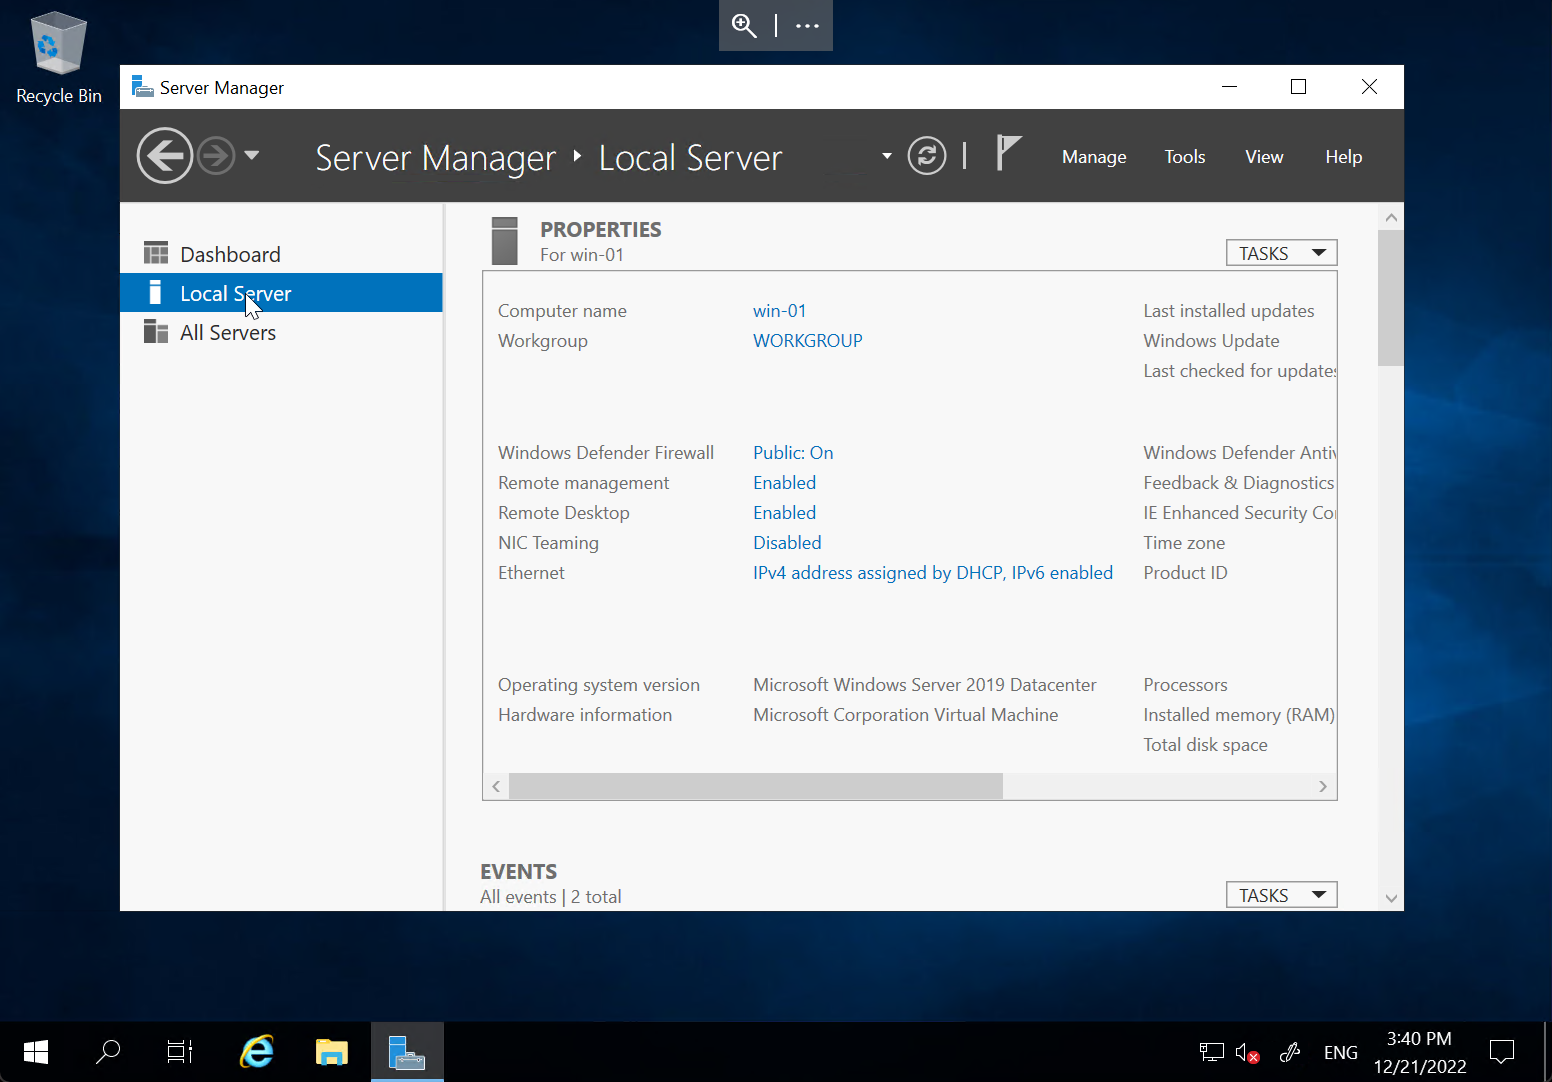 Recycle Bin
Server Manager
Server Manager
Local Server
Manage
Tools
View
Help
Dashboard
Local Server
All Servers
PROPERTIES
For win-01
TASKS
Computer name
win-01
Last installed updates
Workgroup
WORKGROUP
Windows Update
Last checked for updates
Windows Defender Firewall
Public: On
Windows Defender Antiv
Remote management
Enabled
Feedback & Diagnostics
Remote Desktop
Enabled
IE Enhanced Security Co
NIC Teaming
Disabled
Time zone
Ethernet
IPv4 address assigned by DHCP, IPv6 enabled
Product ID
Operating system version
Microsoft Windows Server 2019 Datacenter
Processors
Hardware information
Microsoft Corporation Virtual Machine
Installed memory (RAM)
Total disk space
EVENTS
All events | 2 total
TASKS
ENG
3:40 PM
12/21/2022